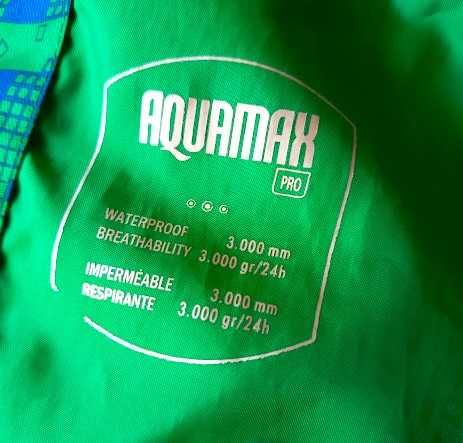 AQUAMAX
PRO
WATERPROOF 3.000 mm
BREATHABILITY 3.000 gr/24h
IMPERMÉABLE 3.000 mm
RESPIRANTE 3.000 gr/24h